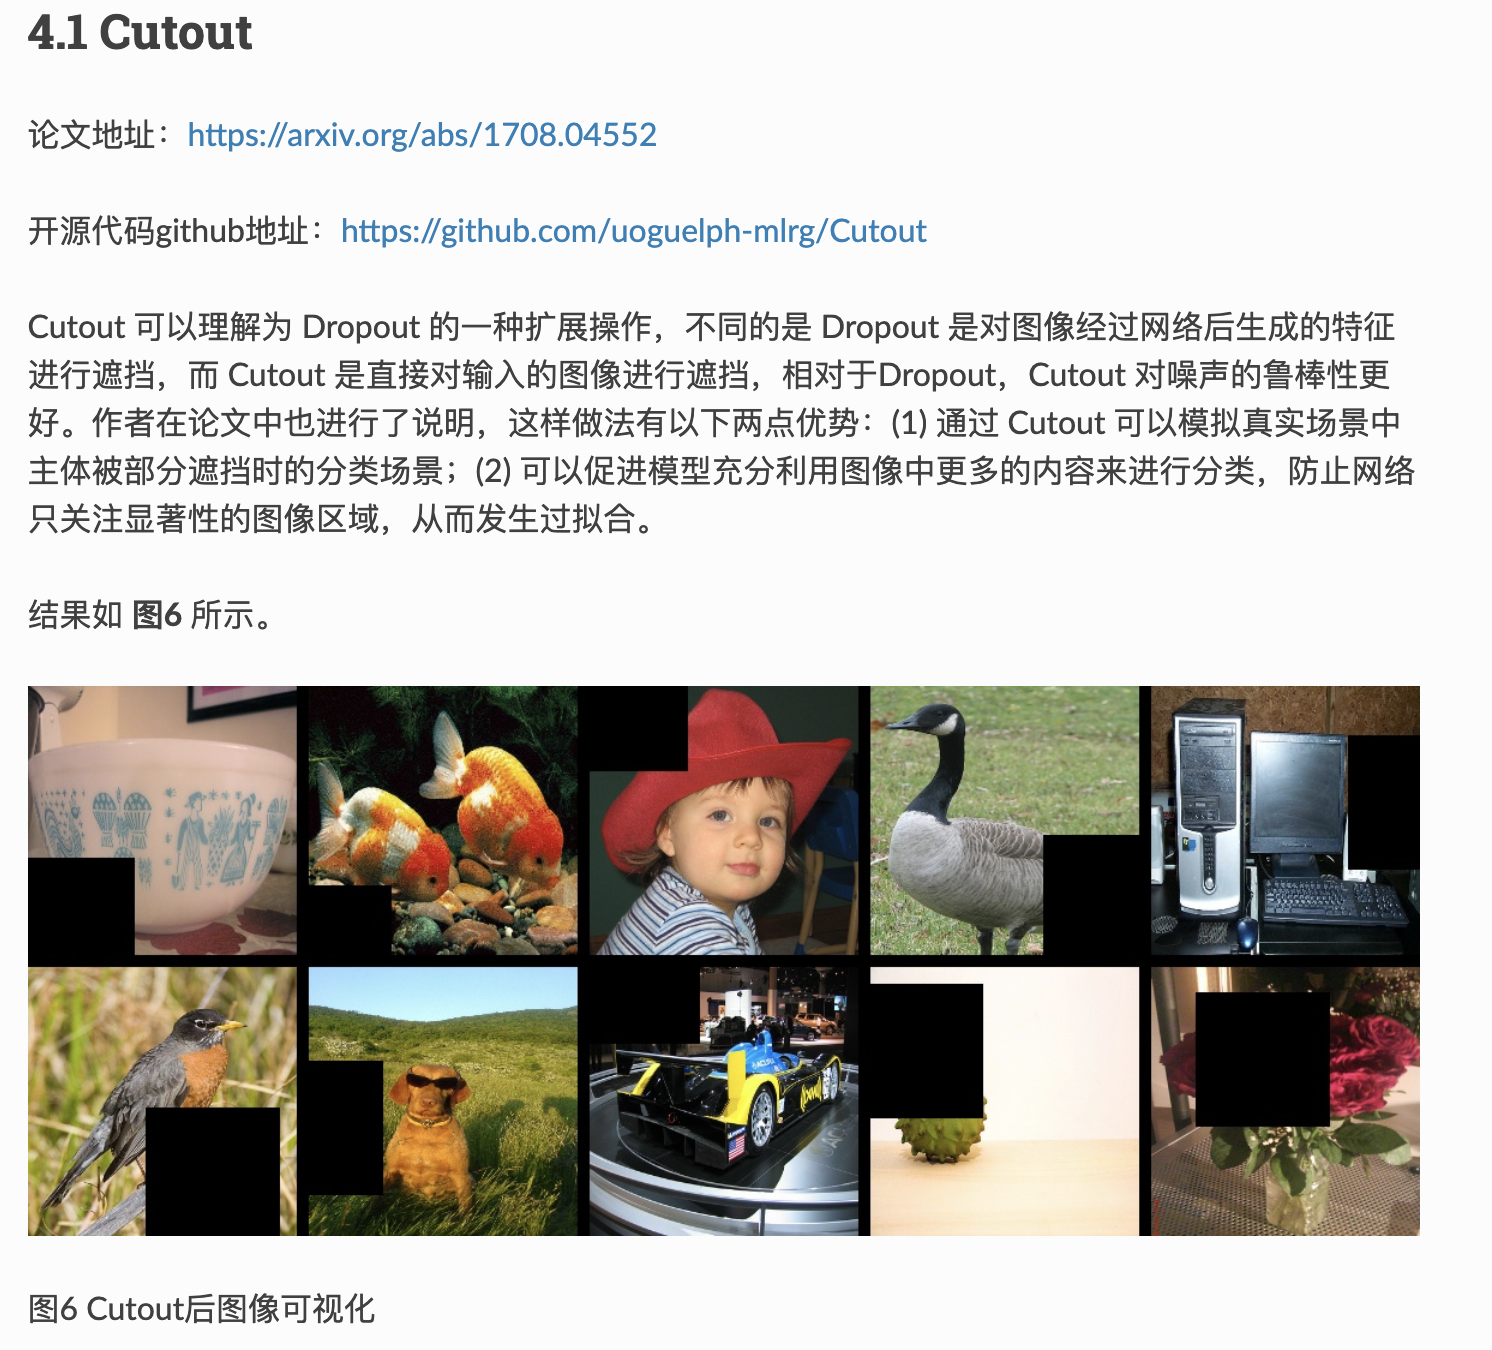 4.1 Cutout
论文地址：https://arxiv.org/abs/1708.04552
开源代码github地址：https://github.com/uoguelph-mlrg/Cutout
Cutout 可以理解为 Dropout 的一种扩展操作，不同的是 Dropout 是对图像经过网络后生成的特征
进行遮挡，而 Cutout 是直接对输入的图像进行遮挡，相对于Dropout，Cutout 对噪声的鲁棒性更
好。作者在论文中也进行了说明，这样做法有以下两点优势：(1) 通过 Cutout 可以模拟真实场景中
主体被部分遮挡时的分类场景；(2) 可以促进模型充分利用图像中更多的内容来进行分类，防止网络
只关注显著性的图像区域，从而发生过拟合。
结果如 图6 所示。
ACURA
图6 Cutout后图像可视化